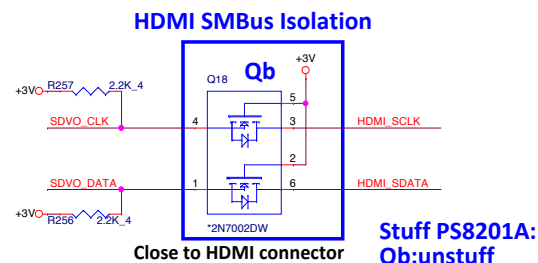 HDMI SMBus Isolation
+3V
Q18
Qb
R257
2.2K_4
+3V
5
SDVO_CLK
4
3
HDMI_SCLK
2
SDVO_DATA
1
6
HDMI_SDATA
+3V
R256
2.2K_4
*2N7002DW
Close to HDMI connector
Stuff PS8201A:
Qb:unstuff